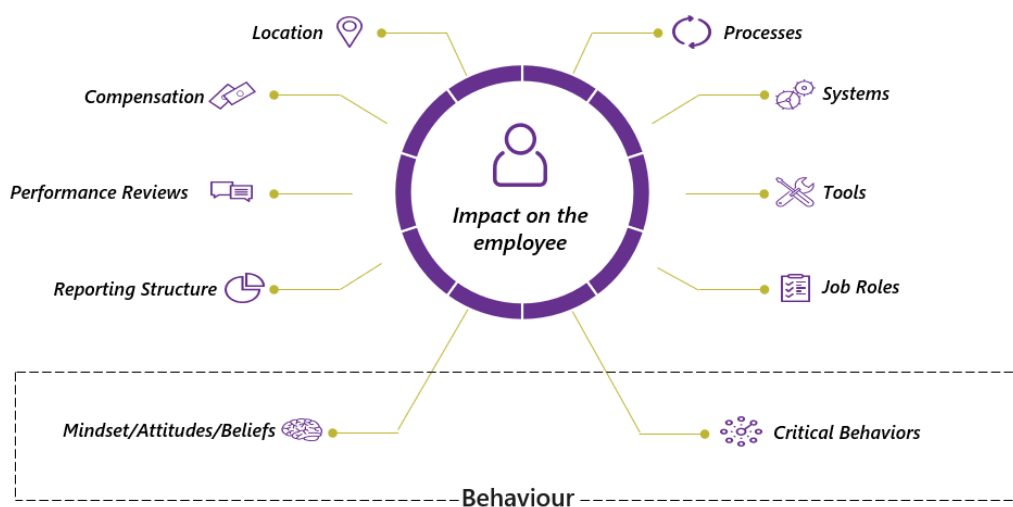 Location
Processes
Compensation
Systems
Performance Reviews
Impact on the
employee
Tools
Reporting Structure
Job Roles
Mindset/Attitudes/Beliefs
Critical Behaviors
Behaviour